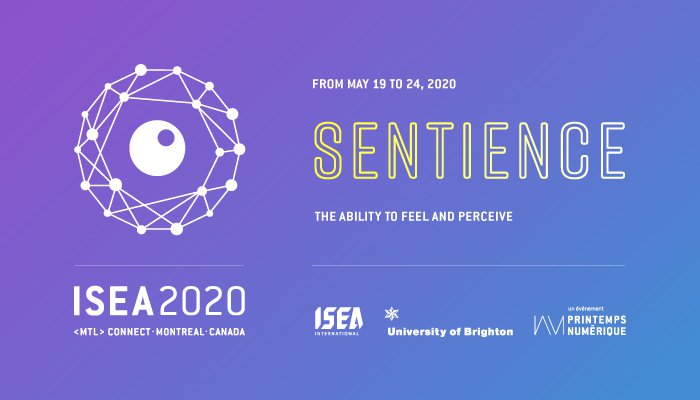 FROM MAY 19 TO 24, 2020
SENTIENCE
THE ABILITY TO FEEL AND PERCEIVE
ISEA2020
<MTL> CONNECT·MONTREAL·CANADA
ISEA
INTERNATIONAL
University of Brighton
un événement
PRINTEMPS
NUMÈRIQUE